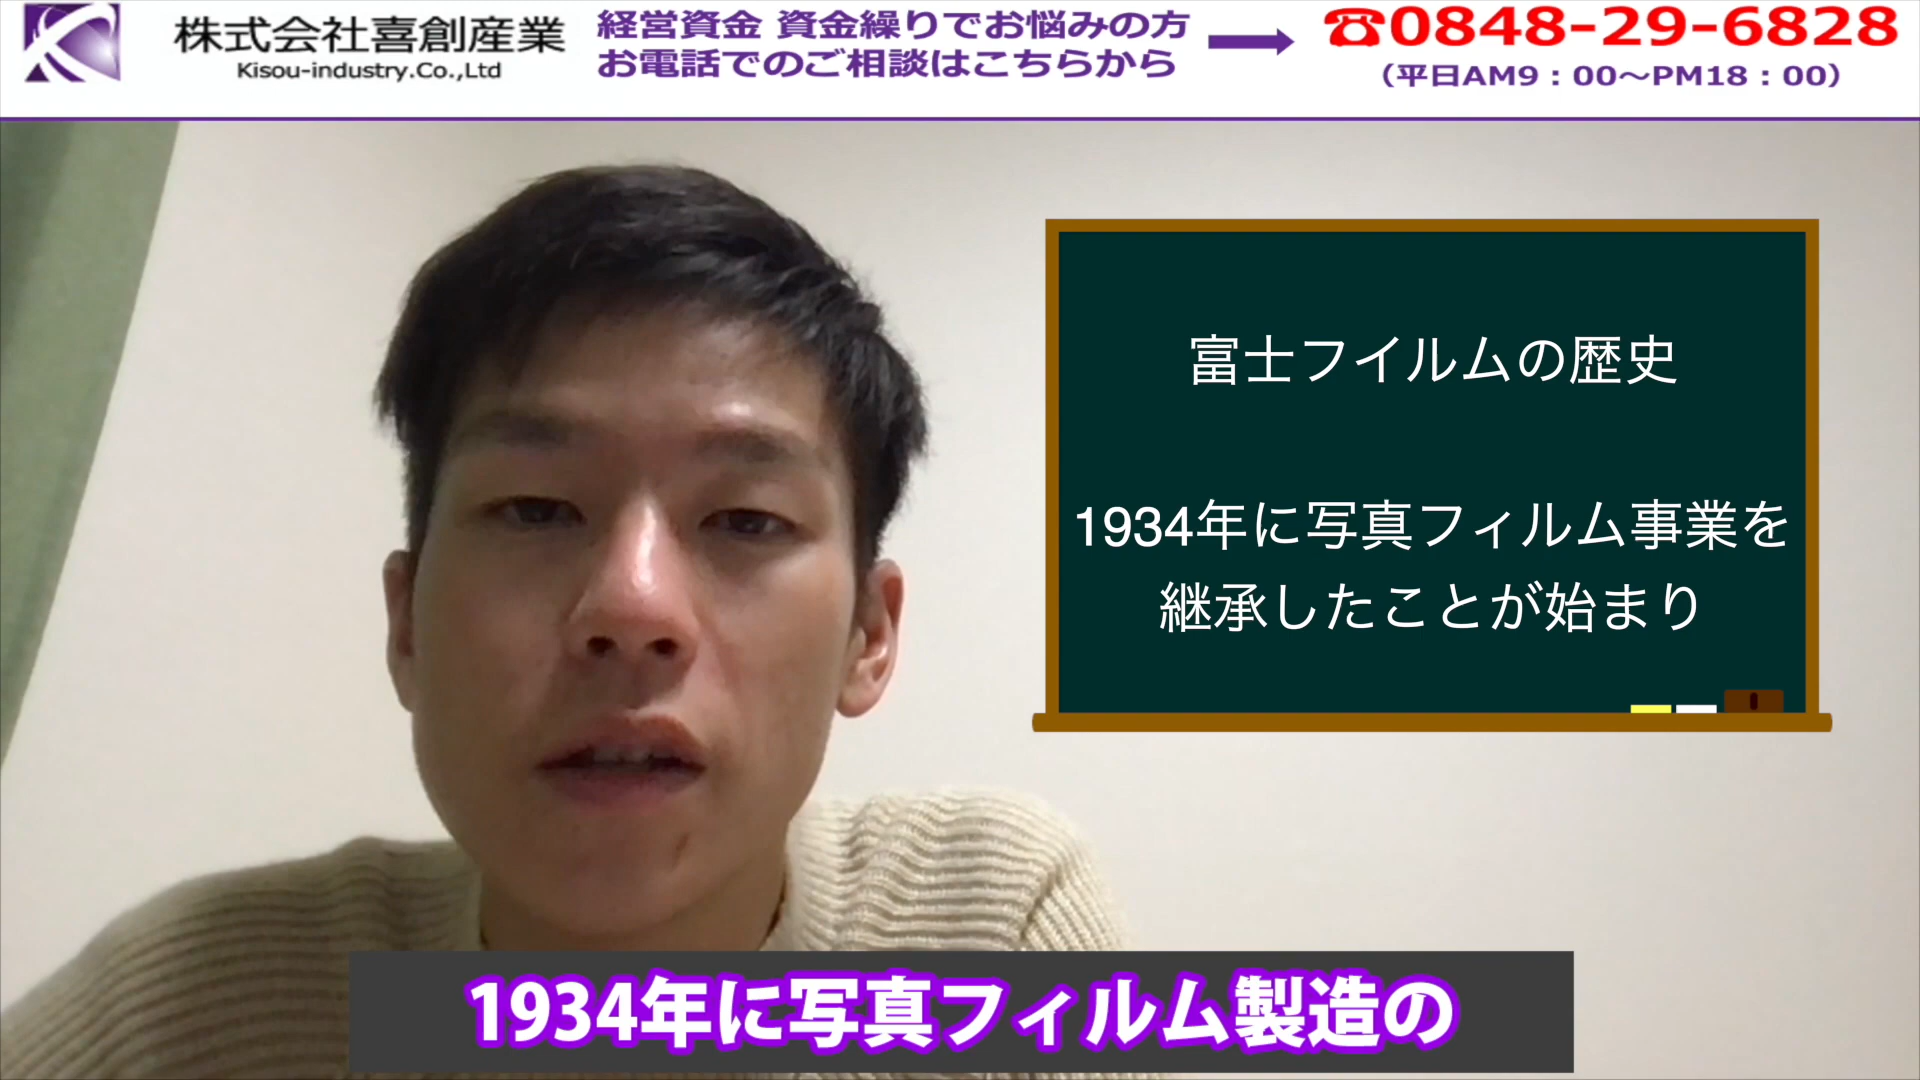 株式会社喜創産業
Kisou-industry.Co.,Ltd
経営資金 資金繰りでお悩みの方
お電話でのご相談はこちらから
☎0848-29-6828
（平日AM9：00～PM18：00）
富士フイルムの歴史
1934年に写真フィルム事業を
継承したことが始まり
1934年に写真フィルム製造の